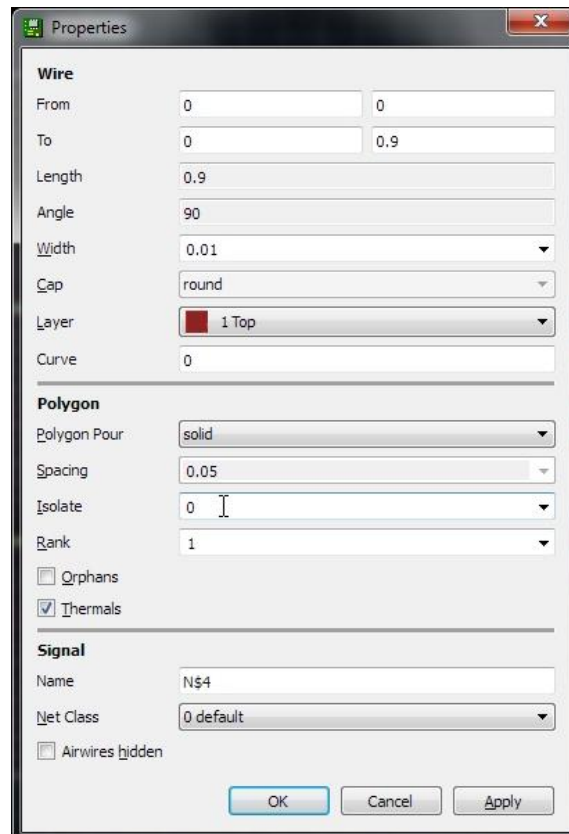 Properties
Wire
From 0 0
To 0 0.9
Length 0.9
Angle 90
Width 0.01
Cap round
Layer 1 Top
Curve 0
Polygon
Polygon Pour solid
Spacing 0.05
Isolate 0
Rank 1
Orphans
Thermals
Signal
Name N$4
Net Class 0 default
Airwires hidden
OK Cancel Apply